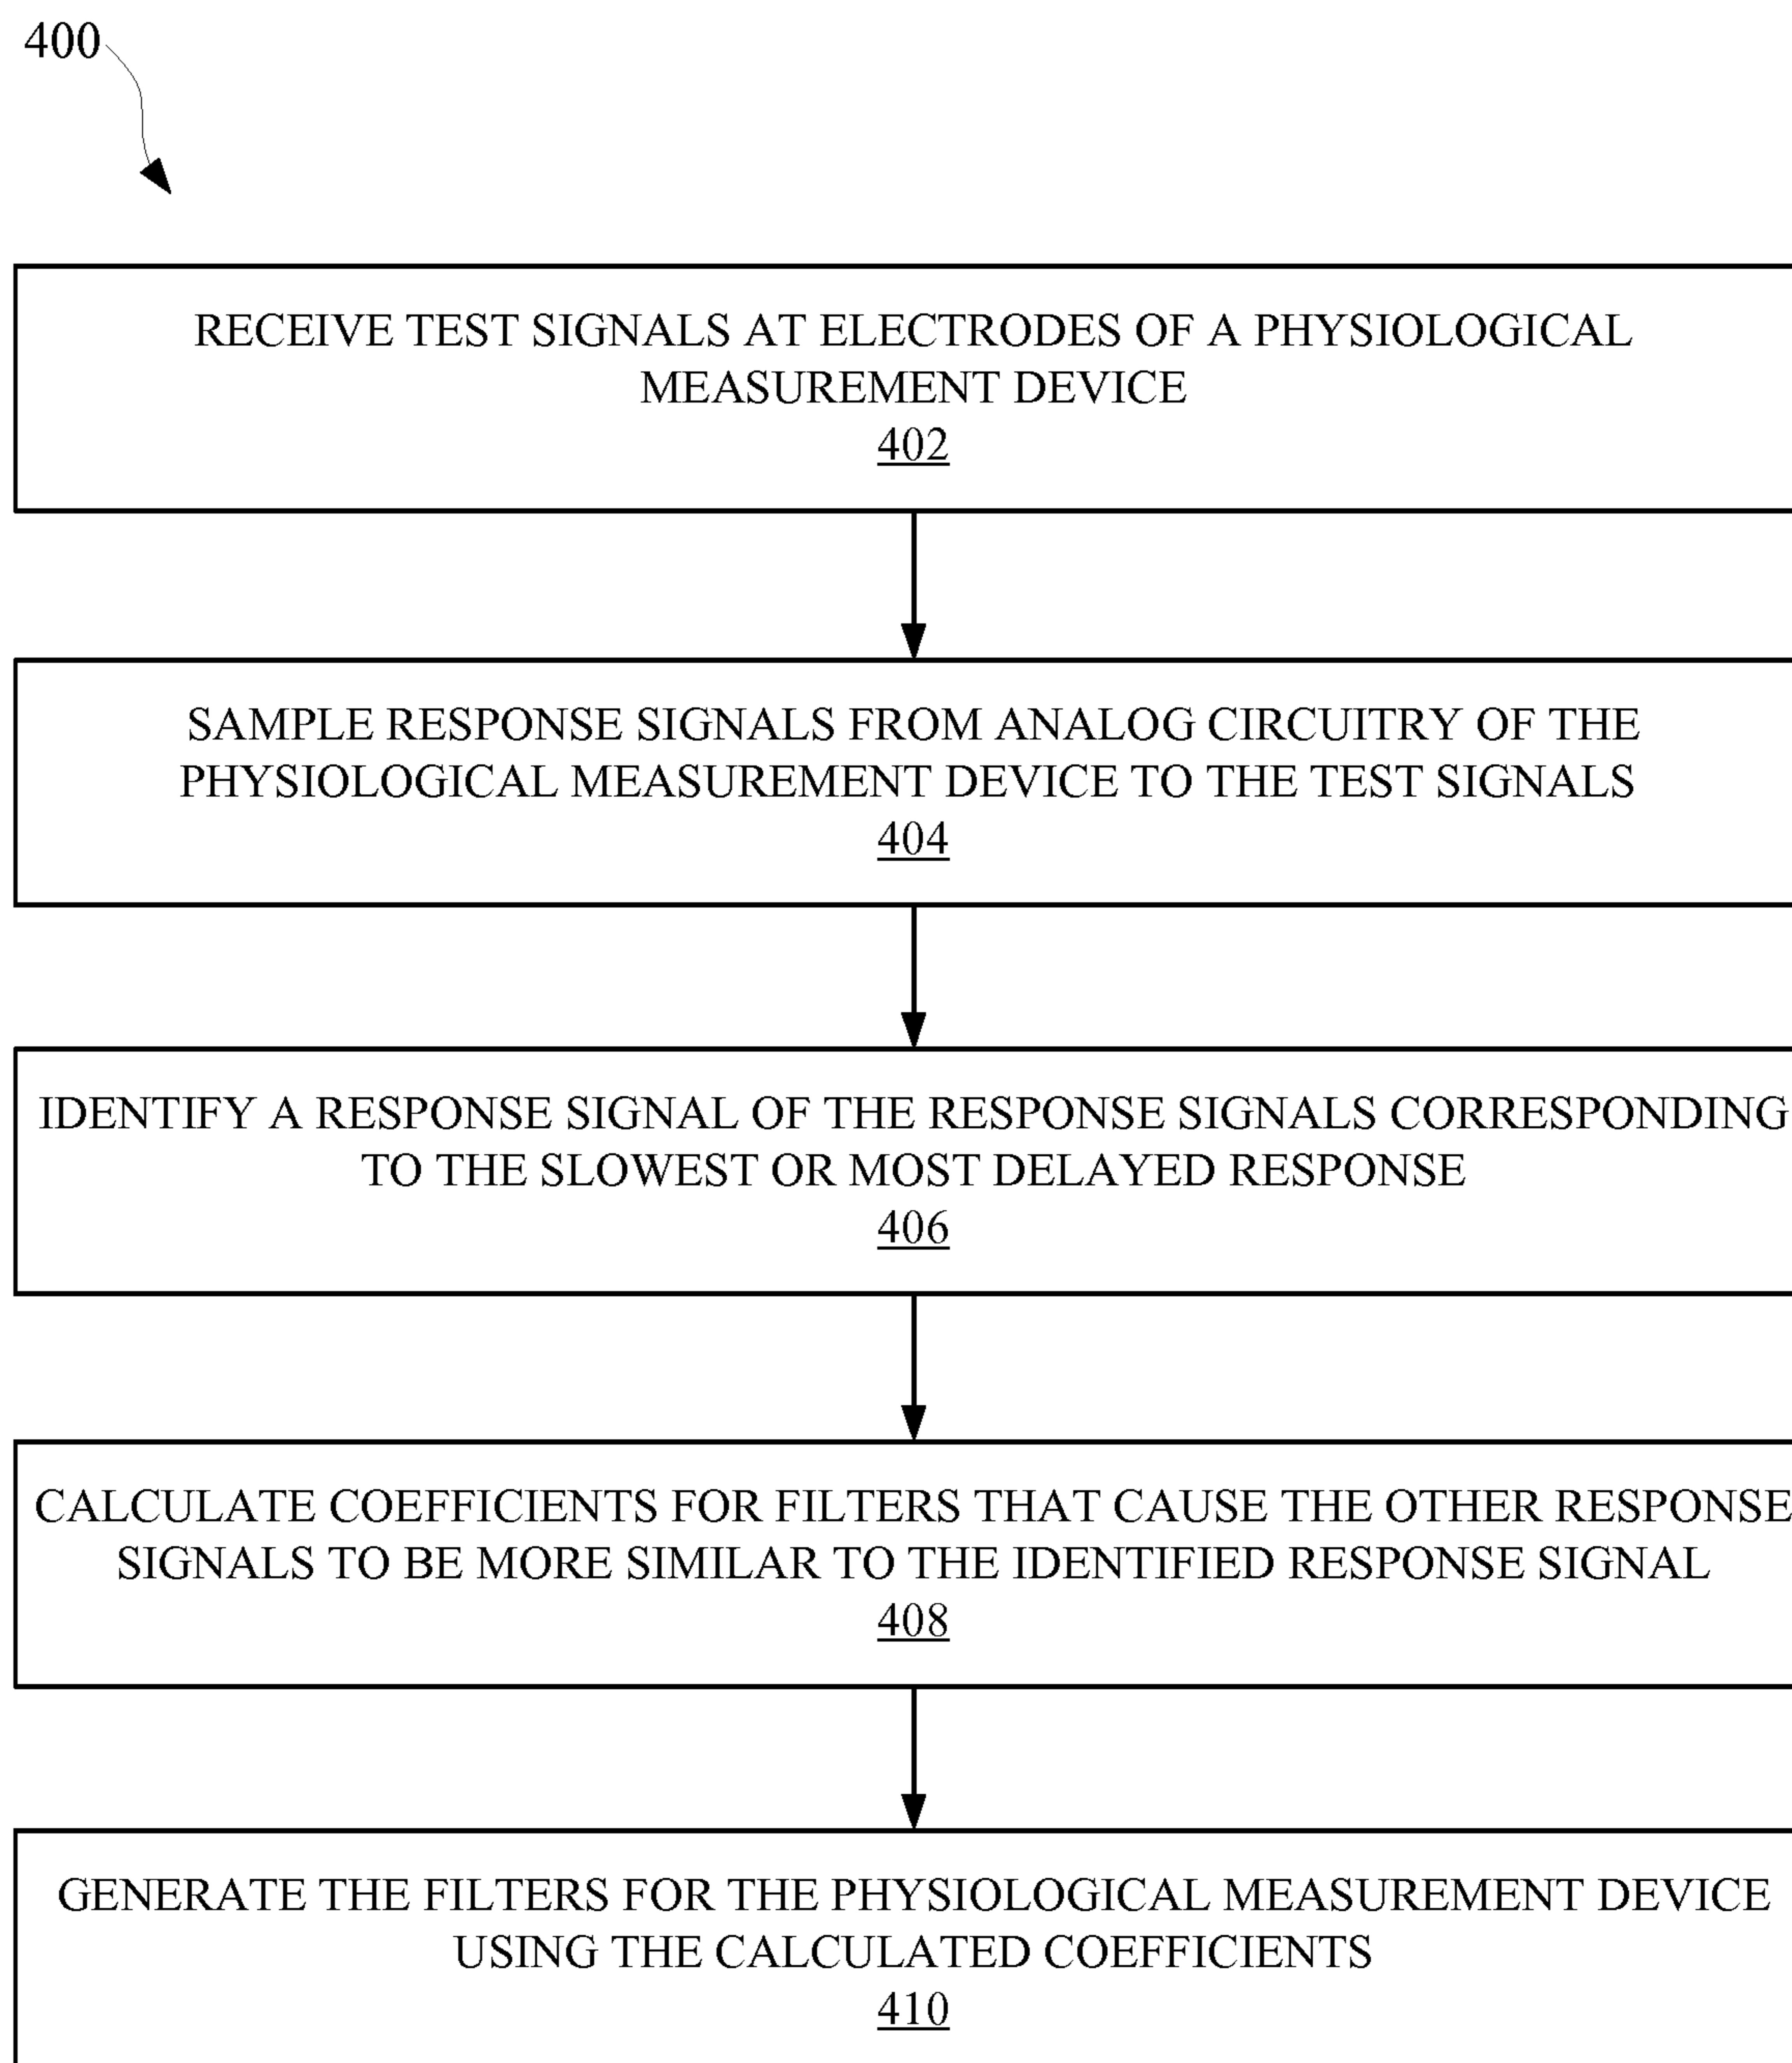 400
RECEIVE TEST SIGNALS AT ELECTRODES OF A PHYSIOLOGICAL
MEASUREMENT DEVICE
402
SAMPLE RESPONSE SIGNALS FROM ANALOG CIRCUITRY OF THE
PHYSIOLOGICAL MEASUREMENT DEVICE TO THE TEST SIGNALS
404
IDENTIFY A RESPONSE SIGNAL OF THE RESPONSE SIGNALS CORRESPONDING
TO THE SLOWEST OR MOST DELAYED RESPONSE
406
CALCULATE COEFFICIENTS FOR FILTERS THAT CAUSE THE OTHER RESPONSE
SIGNALS TO BE MORE SIMILAR TO THE IDENTIFIED RESPONSE SIGNAL
408
GENERATE THE FILTERS FOR THE PHYSIOLOGICAL MEASUREMENT DEVICE
USING THE CALCULATED COEFFICIENTS
410